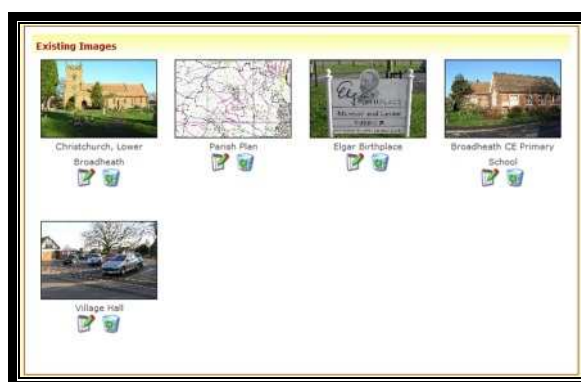 Existing Images
Christchurch, Lower
Broadheath
Parish Plan
Elgar Birthplace
Broadheath CE Primary
School
Village Hall